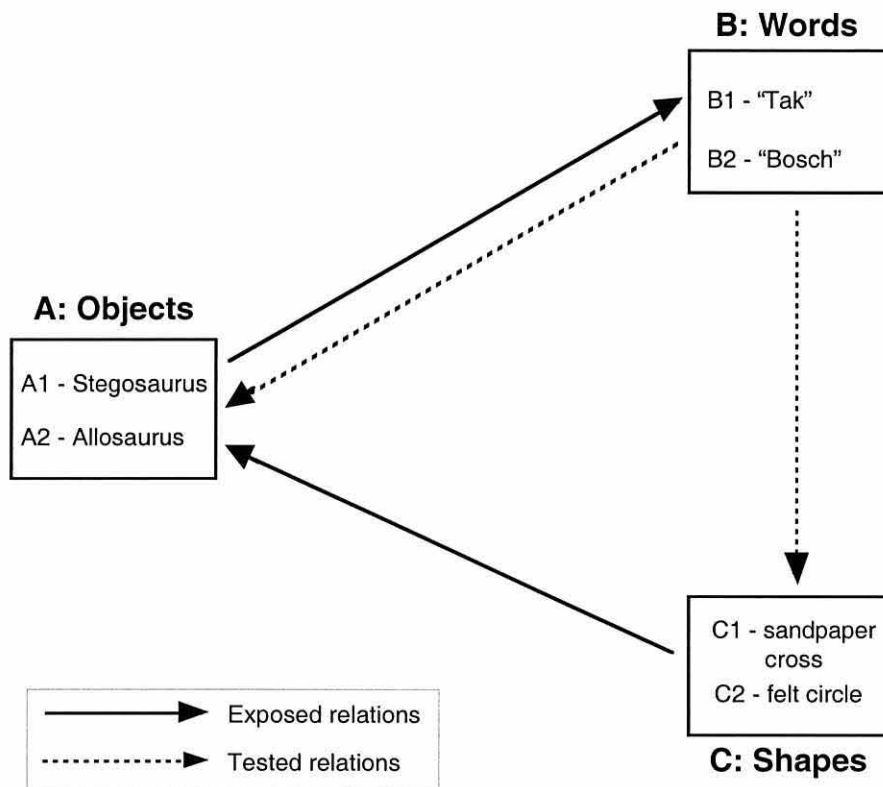 B: Words
B1 - “Tak”
B2 - “Bosch”
A: Objects
A1 - Stegosaurus
A2 - Allosaurus
C1 - sandpaper
cross
C2 - felt circle
C: Shapes
Exposed relations
Tested relations